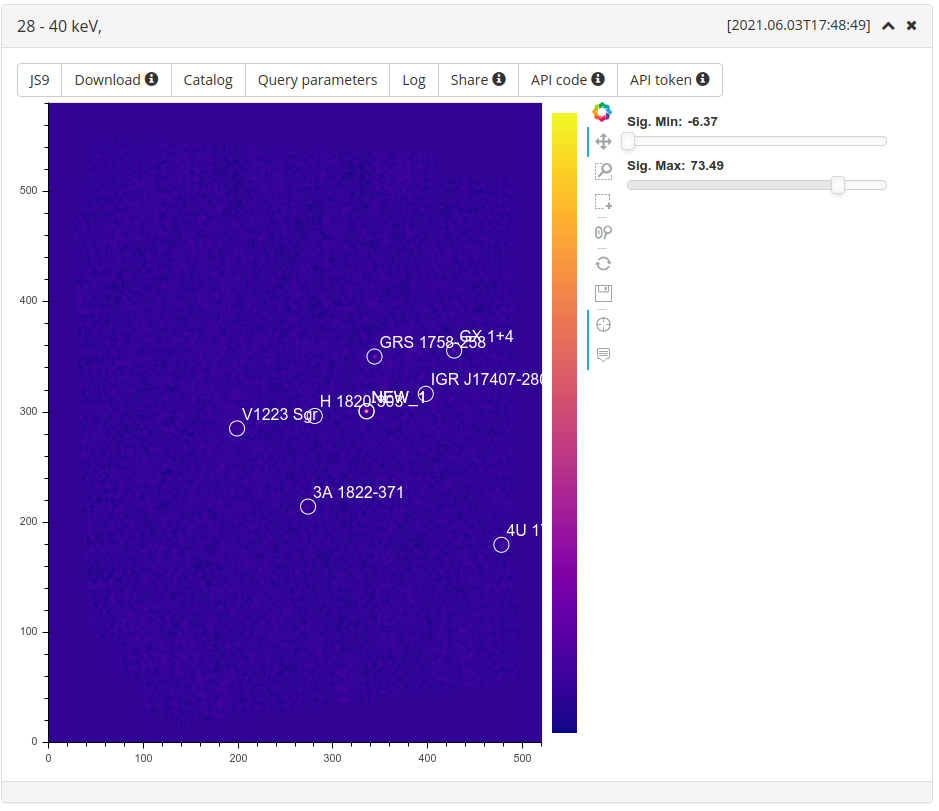 28 - 40 keV,
[2021.06.03T17:48:49]
JS9
Download
Catalog
Query parameters
Log
Share
API code
API token
Sig. Min: -6.37
Sig. Max: 73.49
500
400
300
200
100
0
GX 1+4
GRS 1758-258
IGR J17407-280
NEW_1
H 1820-303
V1223 Sgr
3A 1822-371
4U 17
0
100
200
300
400
500